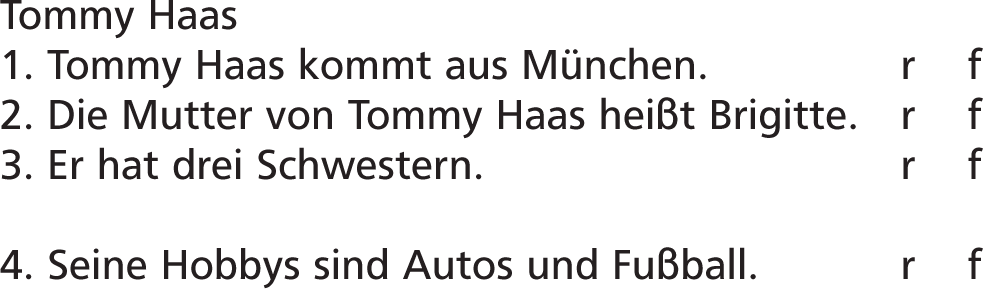 Tommy Haas
1. Tommy Haas kommt aus München. r f
2. Die Mutter von Tommy Haas heißt Brigitte. r f
3. Er hat drei Schwestern. r f
4. Seine Hobbys sind Autos und Fußball. r f